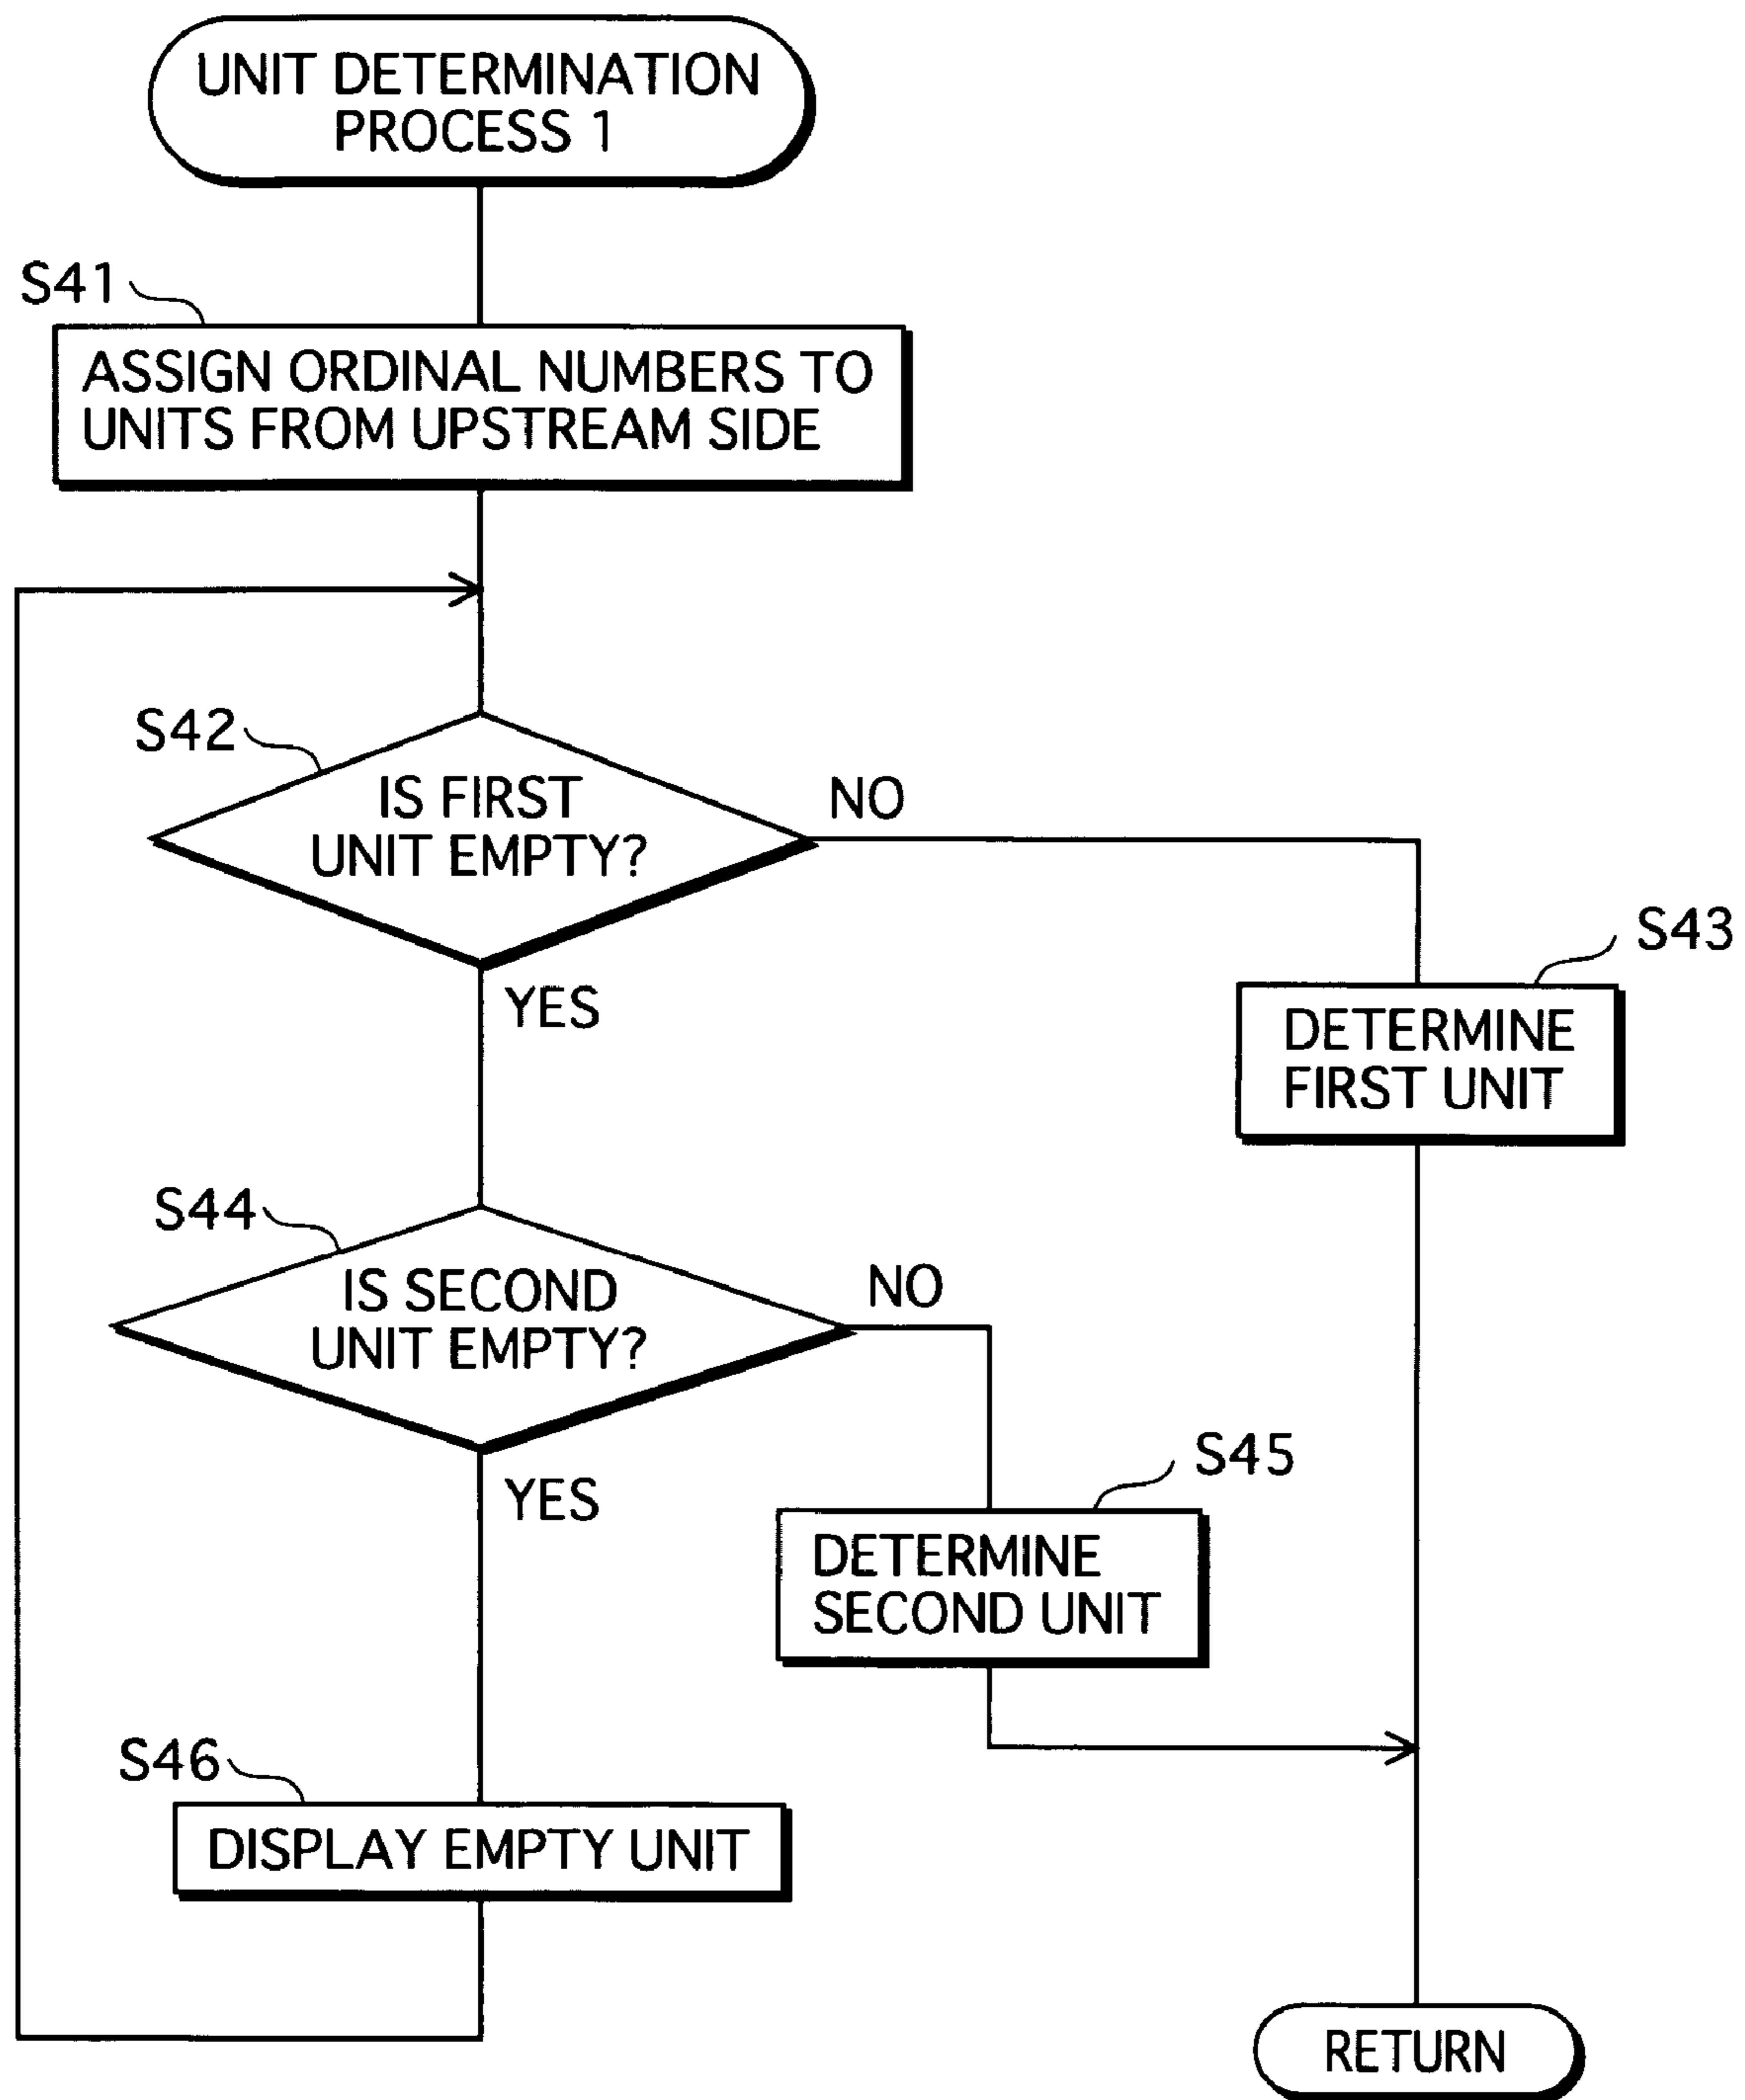 UNIT DETERMINATION
PROCESS 1
S41
ASSIGN ORDINAL NUMBERS TO
UNITS FROM UPSTREAM SIDE
S42
IS FIRST
UNIT EMPTY?
NO
YES
S43
DETERMINE
FIRST UNIT
S44
IS SECOND
UNIT EMPTY?
NO
YES
S45
DETERMINE
SECOND UNIT
S46
DISPLAY EMPTY UNIT
RETURN